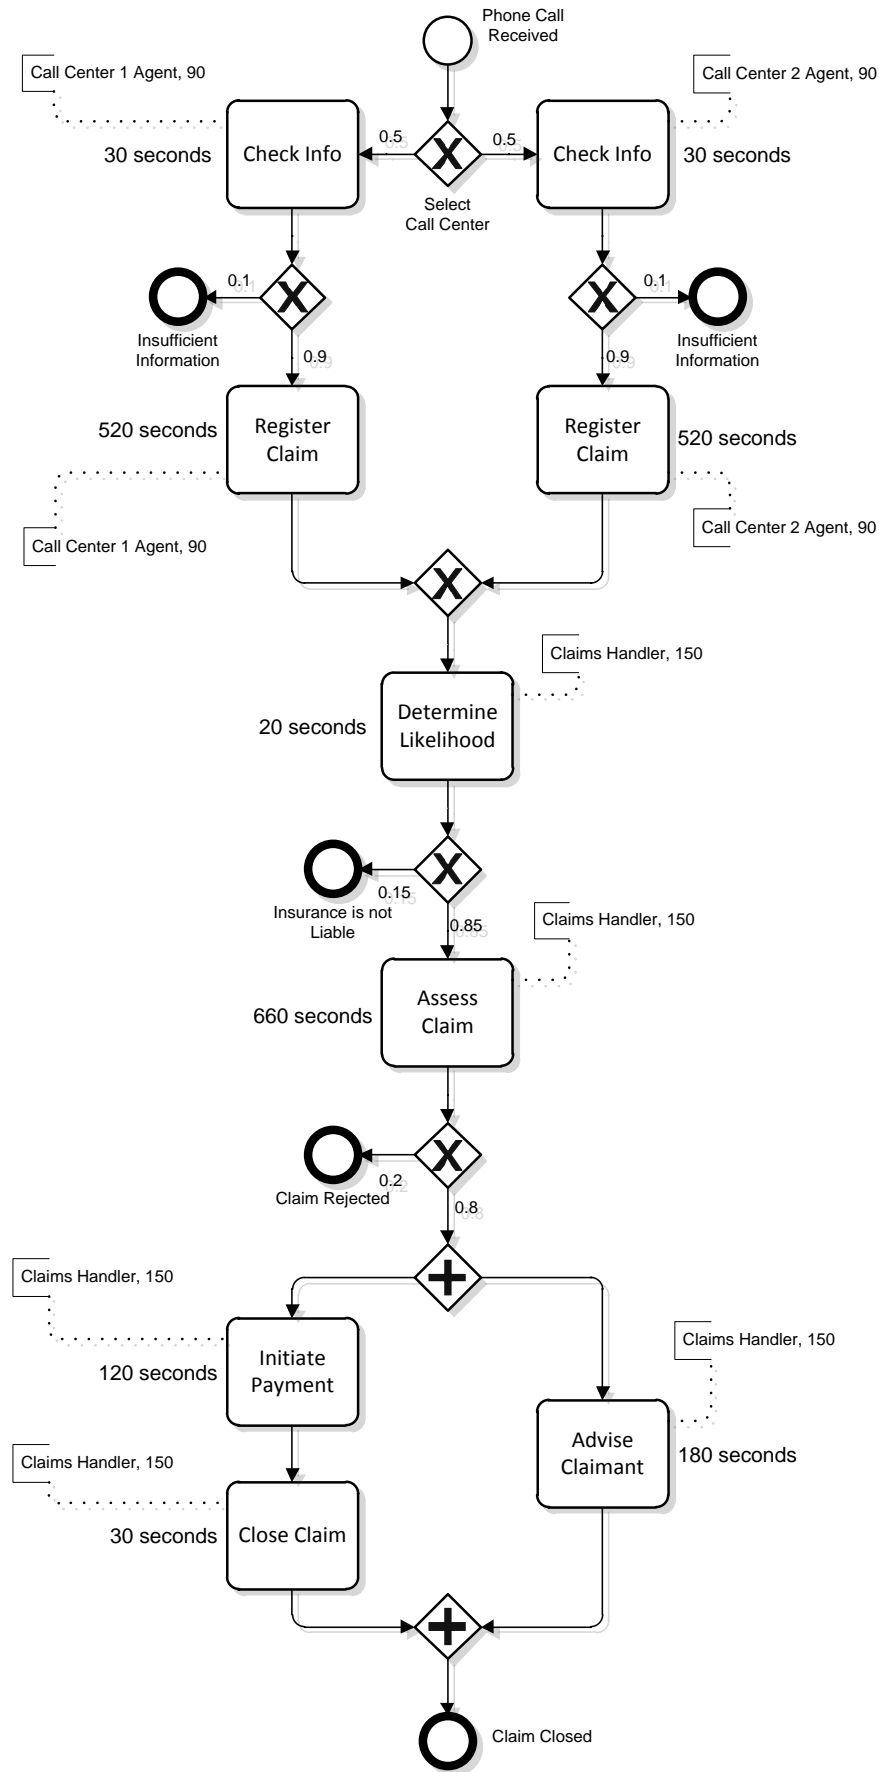 Phone Call
Received
Call Center 1 Agent, 90
Call Center 2 Agent, 90
30 seconds
Check Info
0.5
0.5
Check Info
30 seconds
Select
Call Center
0.1
0.1
Insufficient
Information
Insufficient
Information
0.9
0.9
520 seconds
Register
Claim
Register
Claim
520 seconds
Call Center 1 Agent, 90
Call Center 2 Agent, 90
Claims Handler, 150
20 seconds
Determine
Likelihood
0.15
Insurance is not
Liable
0.85
Claims Handler, 150
660 seconds
Assess
Claim
0.2
Claim Rejected
0.8
Claims Handler, 150
Claims Handler, 150
120 seconds
Initiate
Payment
Advise
Claimant
180 seconds
Claims Handler, 150
30 seconds
Close Claim
Claim Closed